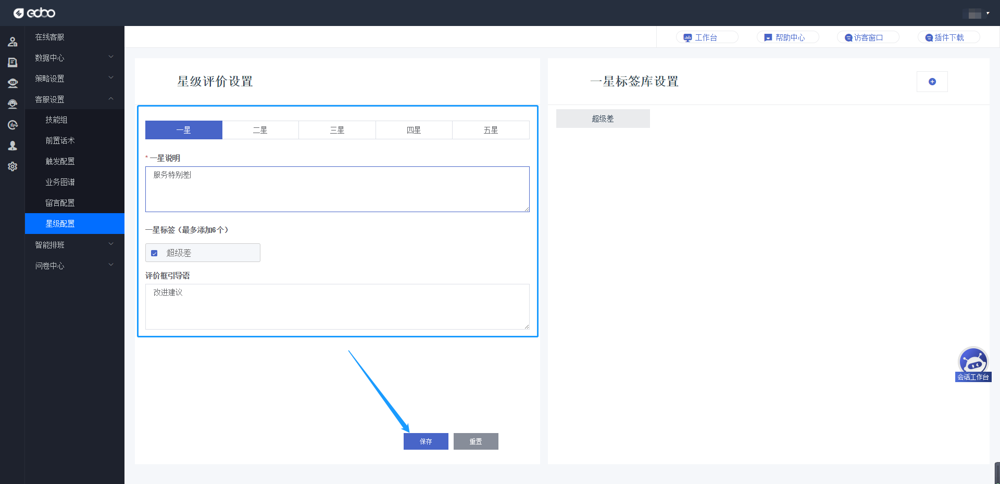 ecbo
工作台
帮助中心
访客窗口
插件下载
在线客服
数据中心
策略设置
客服设置
技能组
前置话术
触发配置
业务图谱
留言配置
星级配置
智能排班
问卷中心
星级评价设置
一星
二星
三星
四星
五星
* 一星说明
服务特别差
一星标签（最多添加6个）
超级差
评价框引导语
改进建议
保存
重置
一星标签库设置
超级差
会话工作台